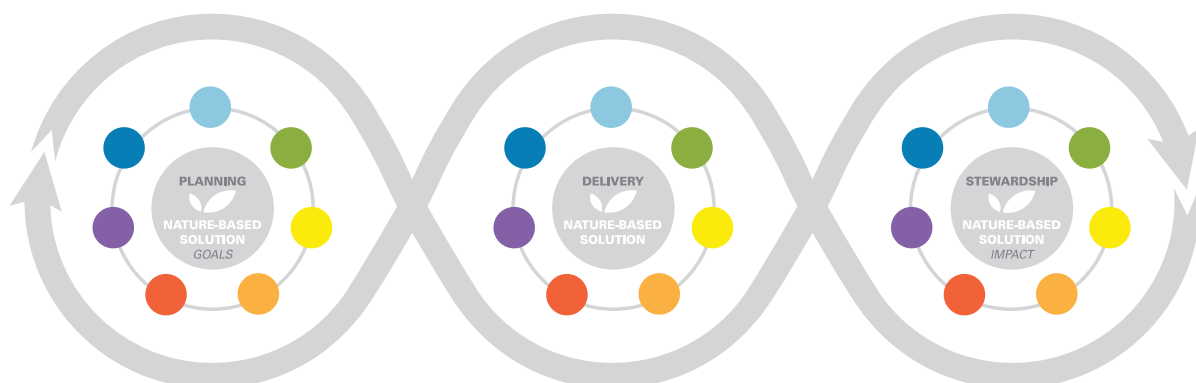 PLANNING
NATURE-BASED
SOLUTION
GOALS
DELIVERY
NATURE-BASED
SOLUTION
STEWARDSHIP
NATURE-BASED
SOLUTION
IMPACT